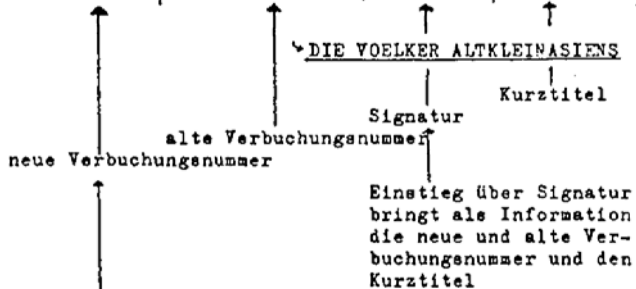 DIE VOELKER ALTKLEINASIENS
Kurztitel
Signatur
alte Verbuchungsnummer
neue Verbuchungsnummer
Einstieg über Signatur
bringt als Information
die neue und alte Ver-
buchungsnummer und den
Kurztitel